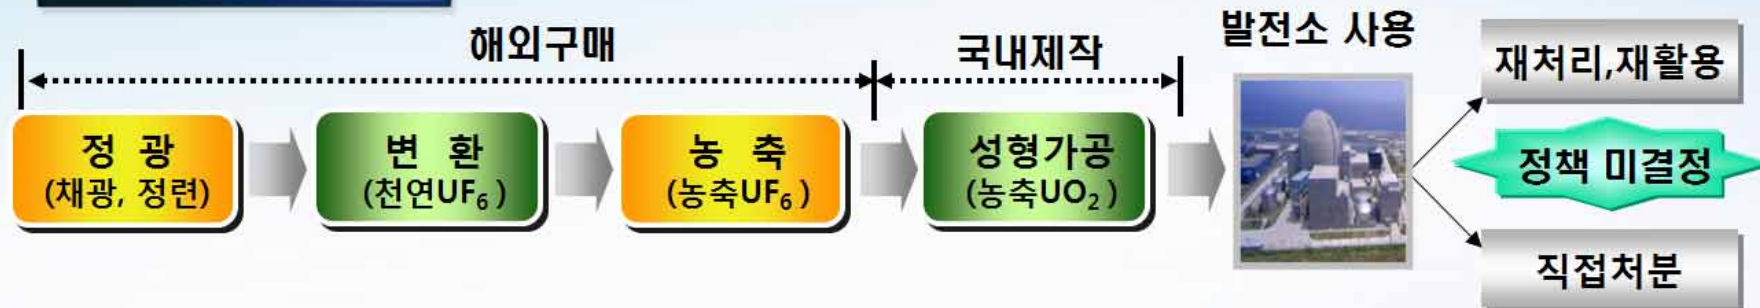 해외구매
국내제작
발전소 사용
정 광
(채광, 정련)
변 환
(천연UF₆)
농 축
(농축UF₆)
성형가공
(농축UO₂)
재처리,재활용
정책 미결정
직접처분